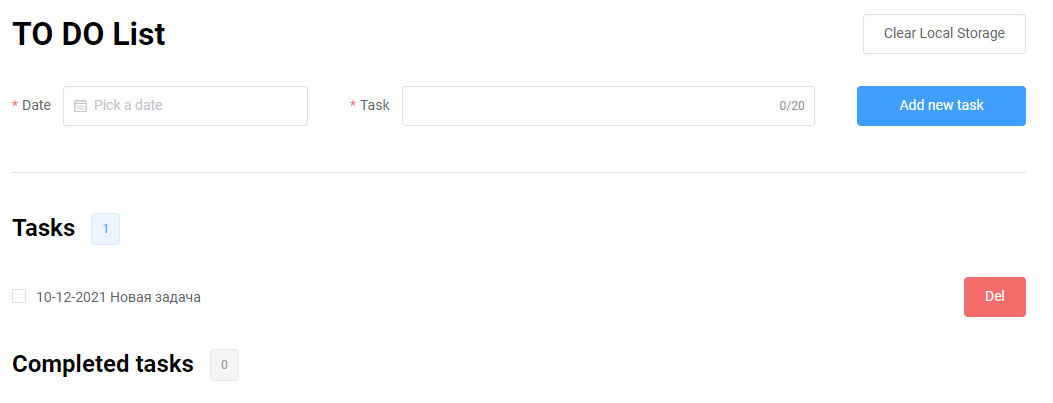 TO DO List
Clear Local Storage
* Date
Pick a date
* Task
0/20
Add new task
Tasks
1
10-12-2021 Новая задача
Del
Completed tasks
0